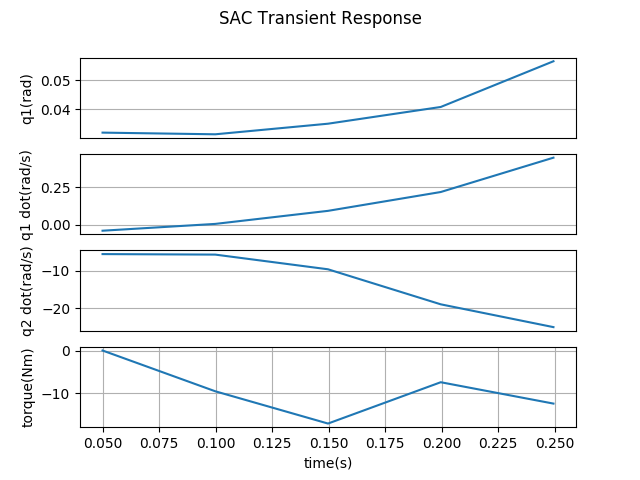 SAC Transient Response
q1(rad)
0.05
0.04
q1 dot(rad/s)
0.25
0.00
q2 dot(rad/s)
−10
−20
torque(Nm)
0
−10
0.050 0.075 0.100 0.125 0.150 0.175 0.200 0.225 0.250
time(s)